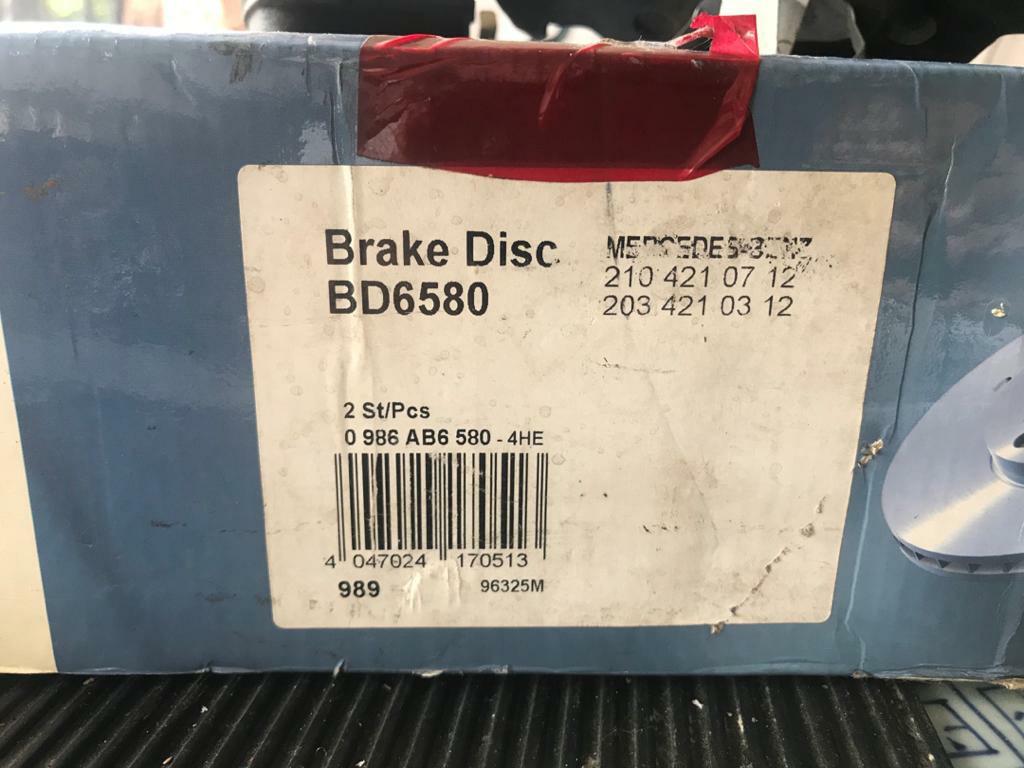 Brake Disc
BD6580
MERCEDES-BENZ
210 421 07 12
203 421 03 12
2 St/Pcs
0 986 AB6 580 - 4HE
4 047024 170513
989
96325M